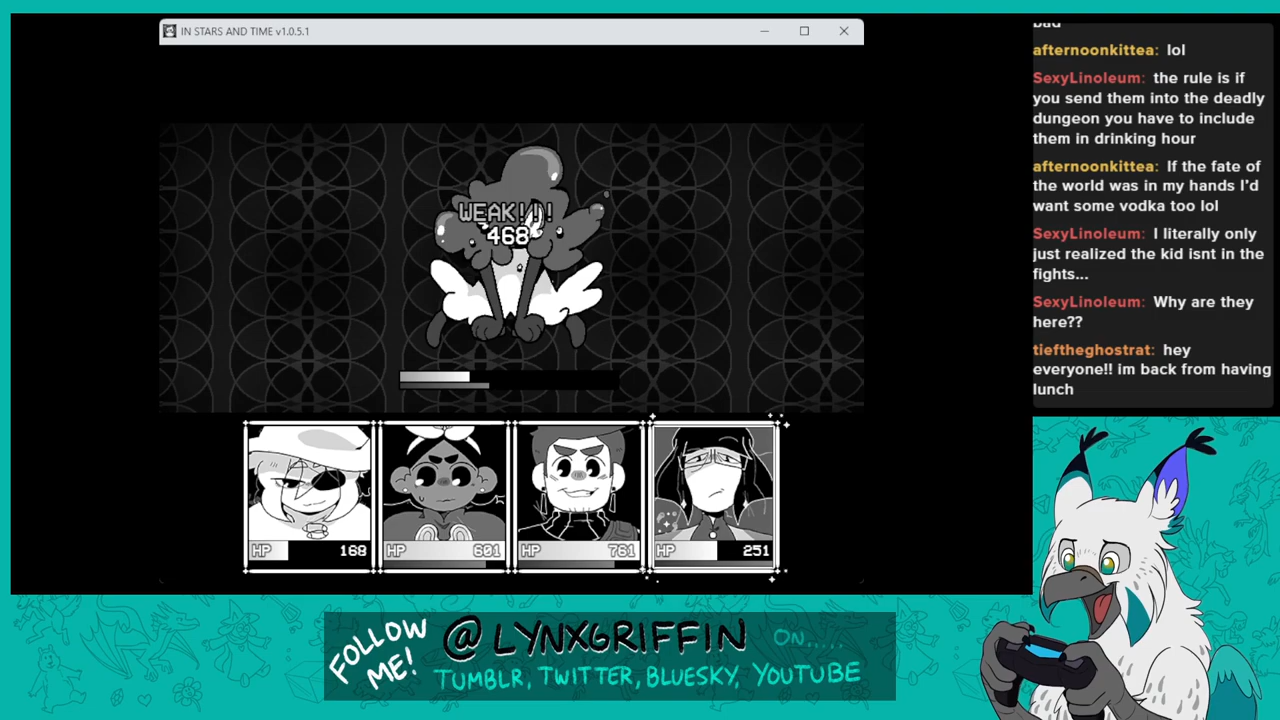 IN STARS AND TIME v1.0.5.1
WEAK!!!
468
HP 168
HP 601
HP 781
HP 251
bad
afternoonkittea: lol
SexyLinoleum: the rule is if
you send them into the deadly
dungeon you have to include
them in drinking hour
afternoonkittea: If the fate of
the world was in my hands I'd
want some vodka too lol
SexyLinoleum: I literally only
just realized the kid isnt in the
fights...
SexyLinoleum: Why are they
here??
tieftheghostrat: hey
everyone!! im back from having
lunch
FOLLOW
ME!
@LYNXGRIFFIN ON.....
TUMBLR, TWITTER, BLUESKY, YOUTUBE